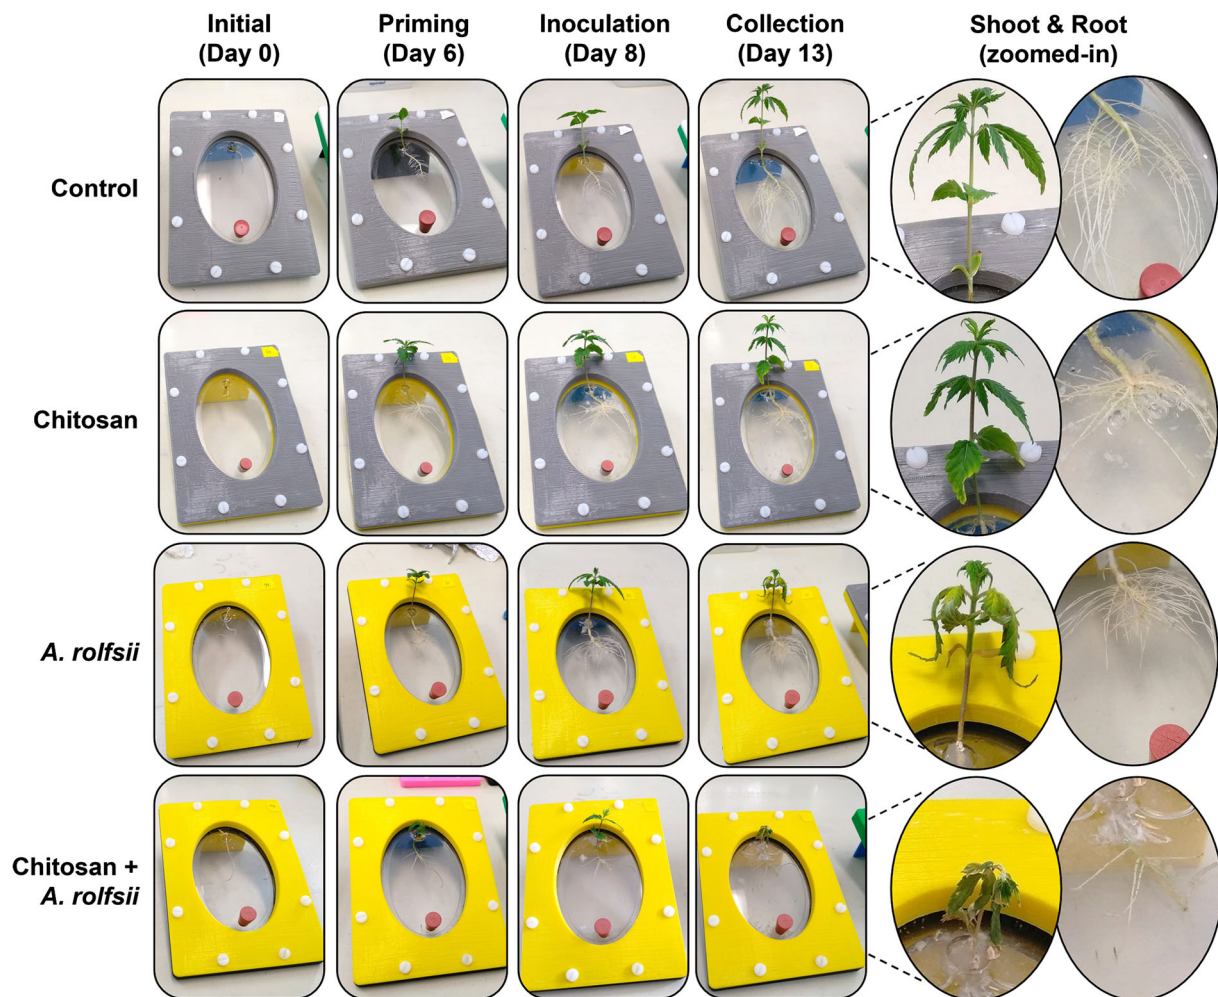 Initial
(Day 0)
Priming
(Day 6)
Inoculation
(Day 8)
Collection
(Day 13)
Shoot & Root
(zoomed-in)
Control
Chitosan
A. rolfsii
Chitosan +
A. rolfsii